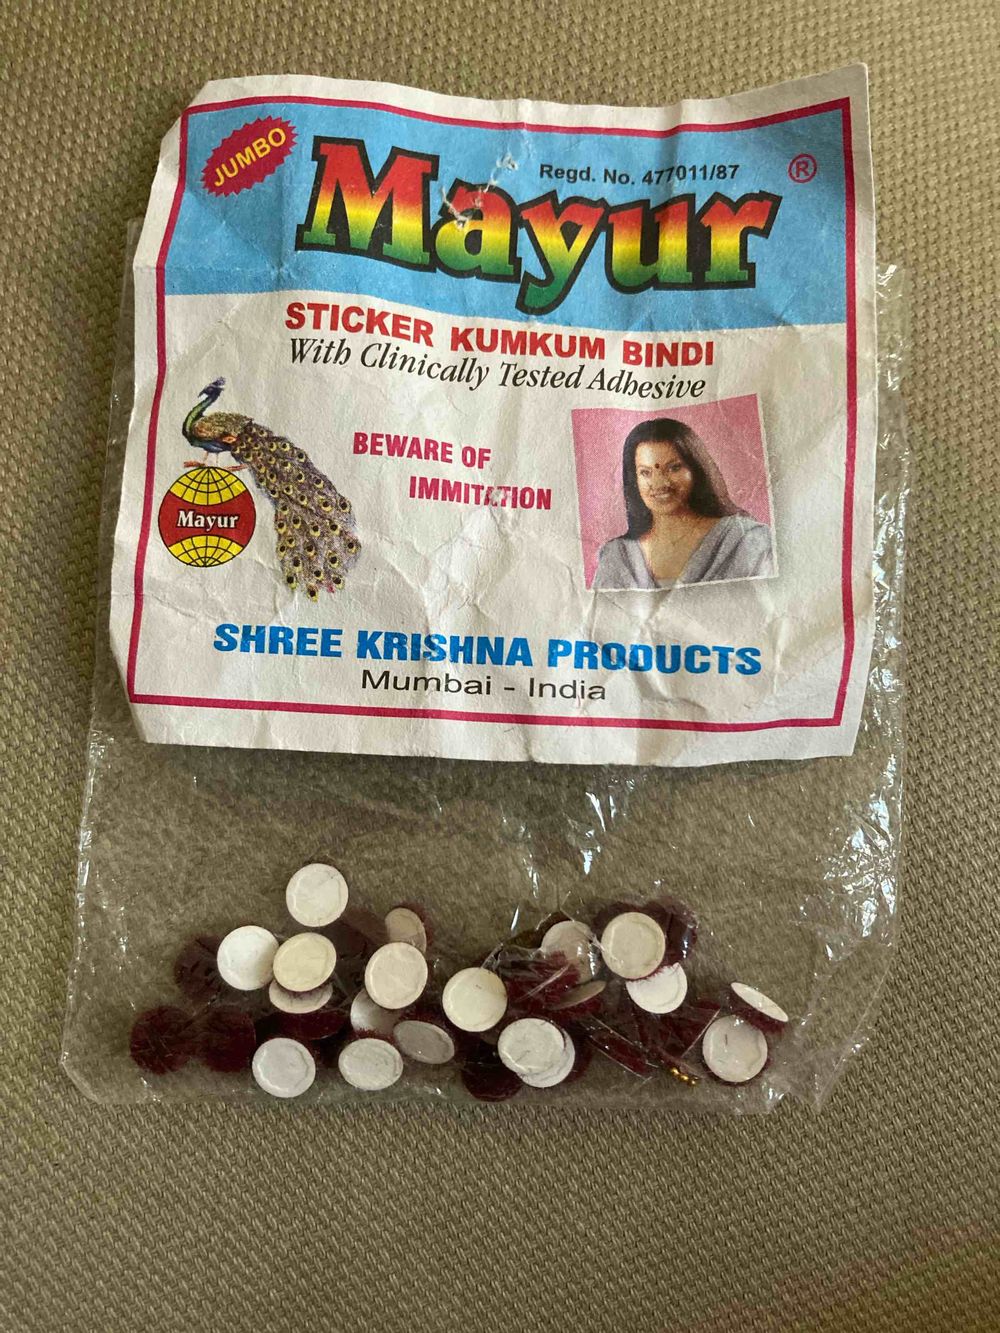 JUMBO
Regd. No. 477011/87
Mayur ®
STICKER KUMKUM BINDI
With Clinically Tested Adhesive
BEWARE OF
IMMITATION
Mayur
SHREE KRISHNA PRODUCTS
Mumbai - India